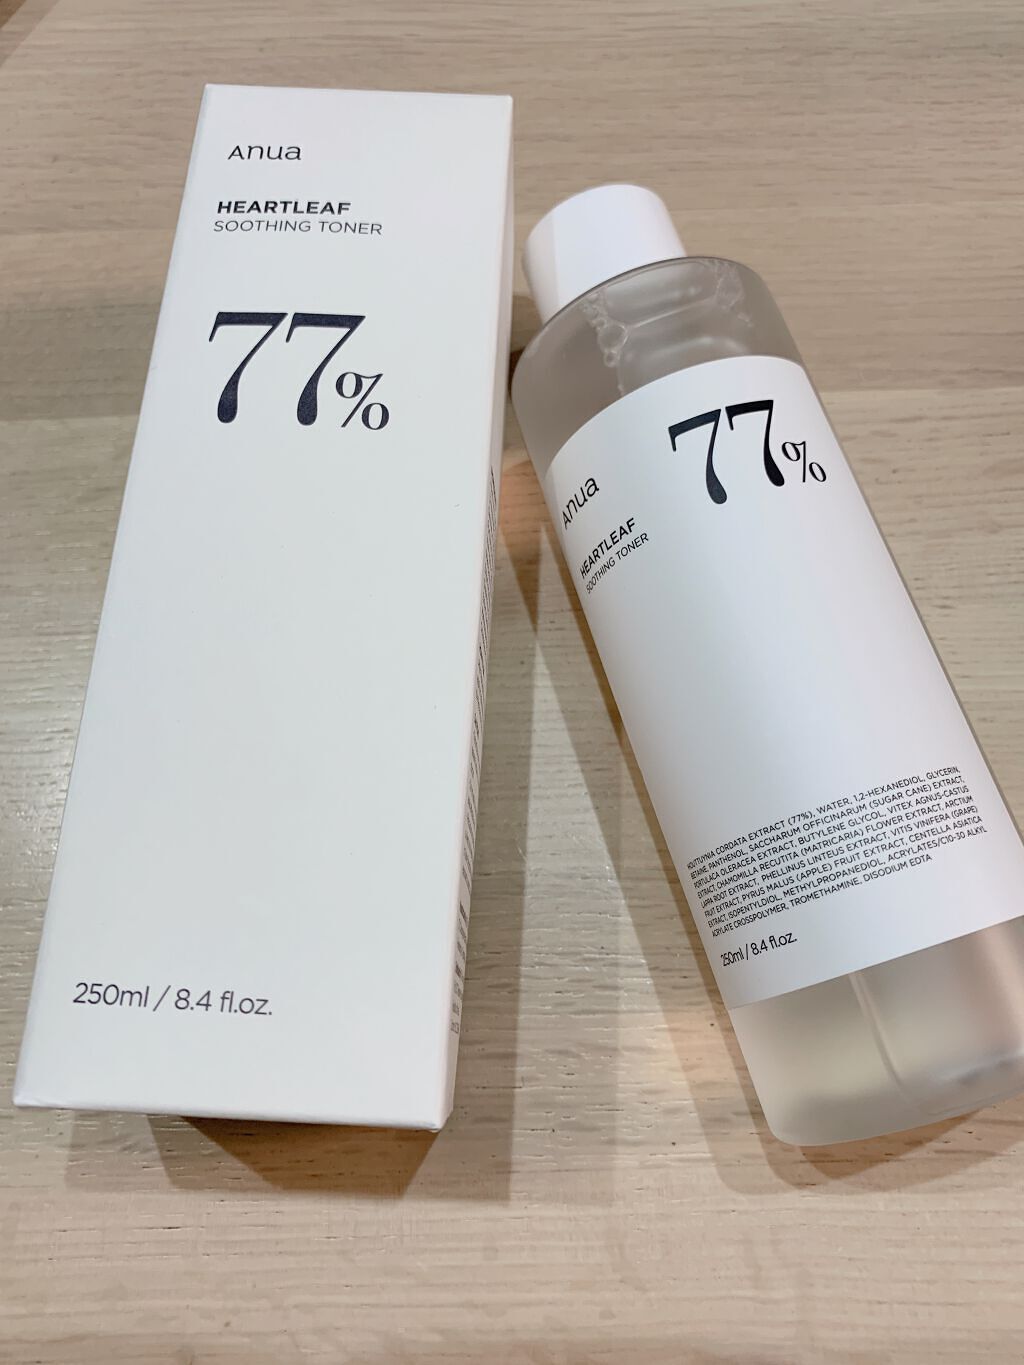 Anua
HEARTLEAF
SOOTHING TONER
77%
250ml / 8.4 fl.oz.
77%
Anua
HEARTLEAF
SOOTHING TONER
HOUTTUYNIA CORDATA EXTRACT (77%), WATER, 1,2-HEXANEDIOL, GLYCERIN,
BETAINE, PANTHENOL, SACCHARUM OFFICINARUM (SUGAR CANE) EXTRACT,
PORTULACA OLERACEA EXTRACT, BUTYLENE GLYCOL, VITEX AGNUS-CASTUS
EXTRACT, CHAMOMILLA RECUTITA (MATRICARIA) FLOWER EXTRACT, ARCTIUM
LAPPA ROOT EXTRACT, PHELLINUS LINTEUS EXTRACT, VITIS VINIFERA (GRAPE)
FRUIT EXTRACT, PYRUS MALUS (APPLE) FRUIT EXTRACT, CENTELLA ASIATICA
EXTRACT, ISOPENTYLDIOL, METHYLPROPANEDIOL, ACRYLATES/C10-30 ALKYL
ACRYLATE CROSSPOLYMER, TROMETHAMINE, DISODIUM EDTA
250ml / 8.4 fl.oz.